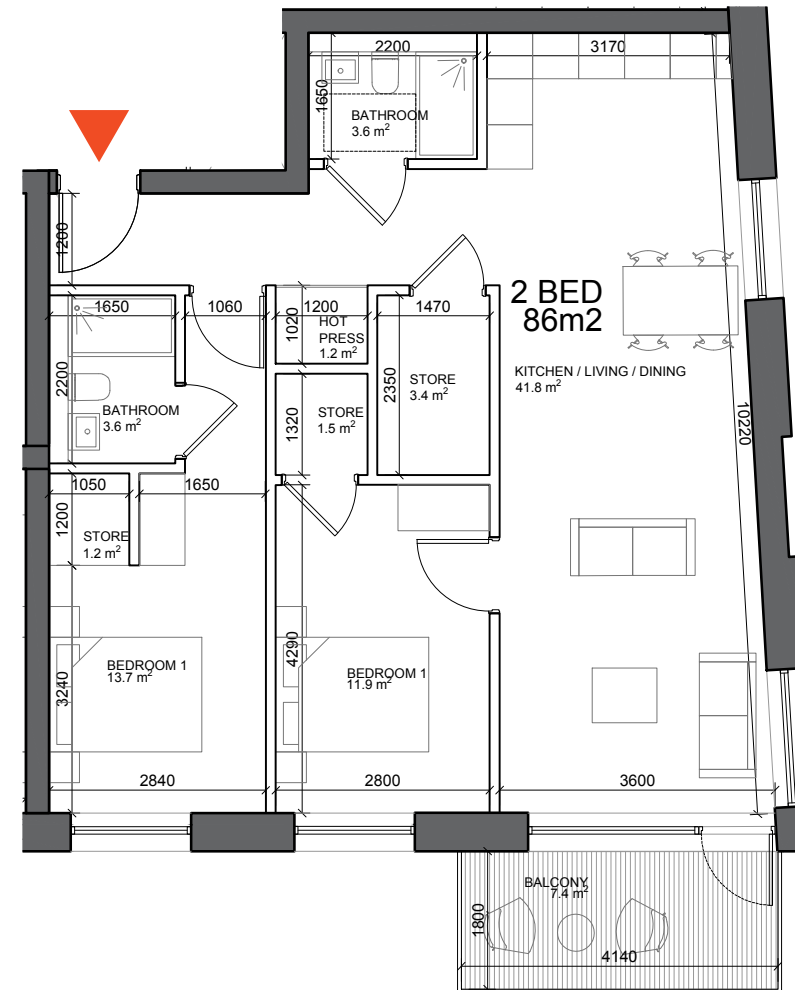 2200
3170
1650
BATHROOM
3.6 m²
1200
1650
1060
1200
1470
1020
HOT
PRESS
1.2 m²
2 BED
86m2
KITCHEN / LIVING / DINING
41.8 m²
2200
BATHROOM
3.6 m²
1320
STORE
1.5 m²
2350
STORE
3.4 m²
10220
1050
1650
1200
STORE
1.2 m²
BEDROOM 1
13.7 m²
3240
4290
BEDROOM 1
11.9 m²
2840
2800
3600
BALCONY
7.4 m²
1800
4140